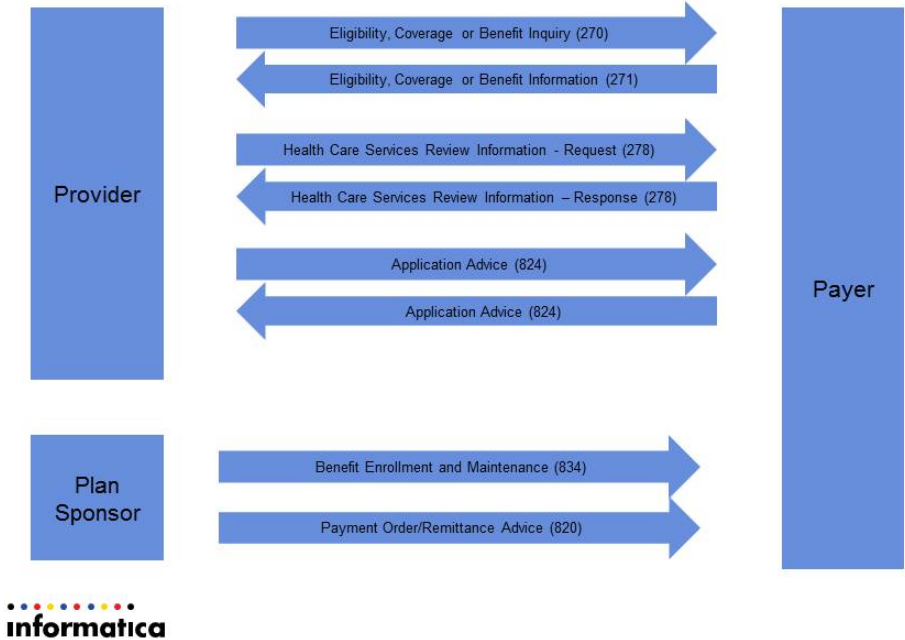 Eligibility, Coverage or Benefit Inquiry (270)
Eligibility, Coverage or Benefit Information (271)
Health Care Services Review Information - Request (278)
Provider
Health Care Services Review Information – Response (278)
Application Advice (824)
Payer
Application Advice (824)
Benefit Enrollment and Maintenance (834)
Plan
Sponsor
Payment Order/Remittance Advice (820)
informatica